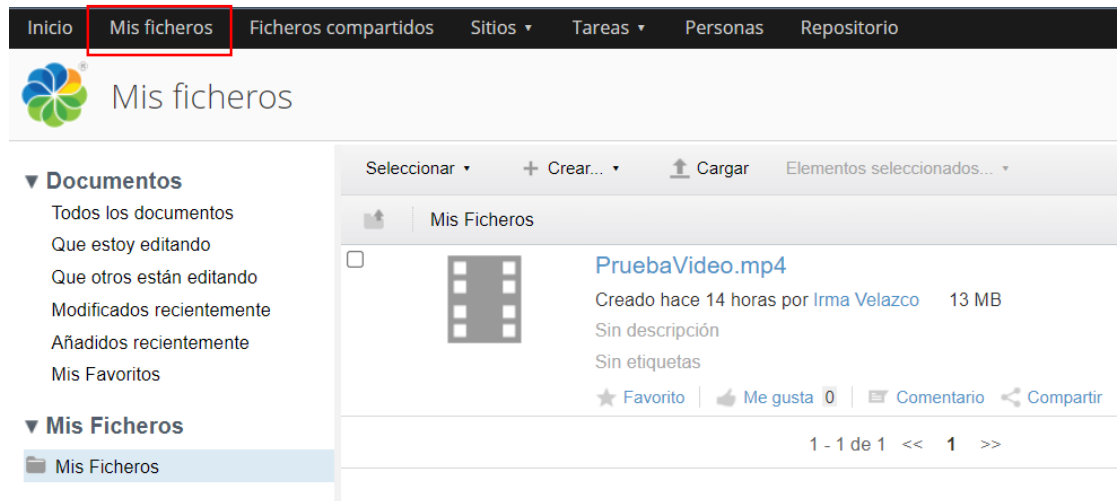 Inicio Mis ficheros Ficheros compartidos Sitios ▾ Tareas ▾ Personas Repositorio
® Mis ficheros
▼ Documentos
Todos los documentos
Que estoy editando
Que otros están editando
Modificados recientemente
Añadidos recientemente
Mis Favoritos
▼ Mis Ficheros
Mis Ficheros
Seleccionar ▾ + Crear... ▾ Cargar Elementos seleccionados... ▾
Mis Ficheros
PruebaVideo.mp4
Creado hace 14 horas por Irma Velazco 13 MB
Sin descripción
Sin etiquetas
Favorito Me gusta 0 Comentario Compartir
1 - 1 de 1 << 1 >>